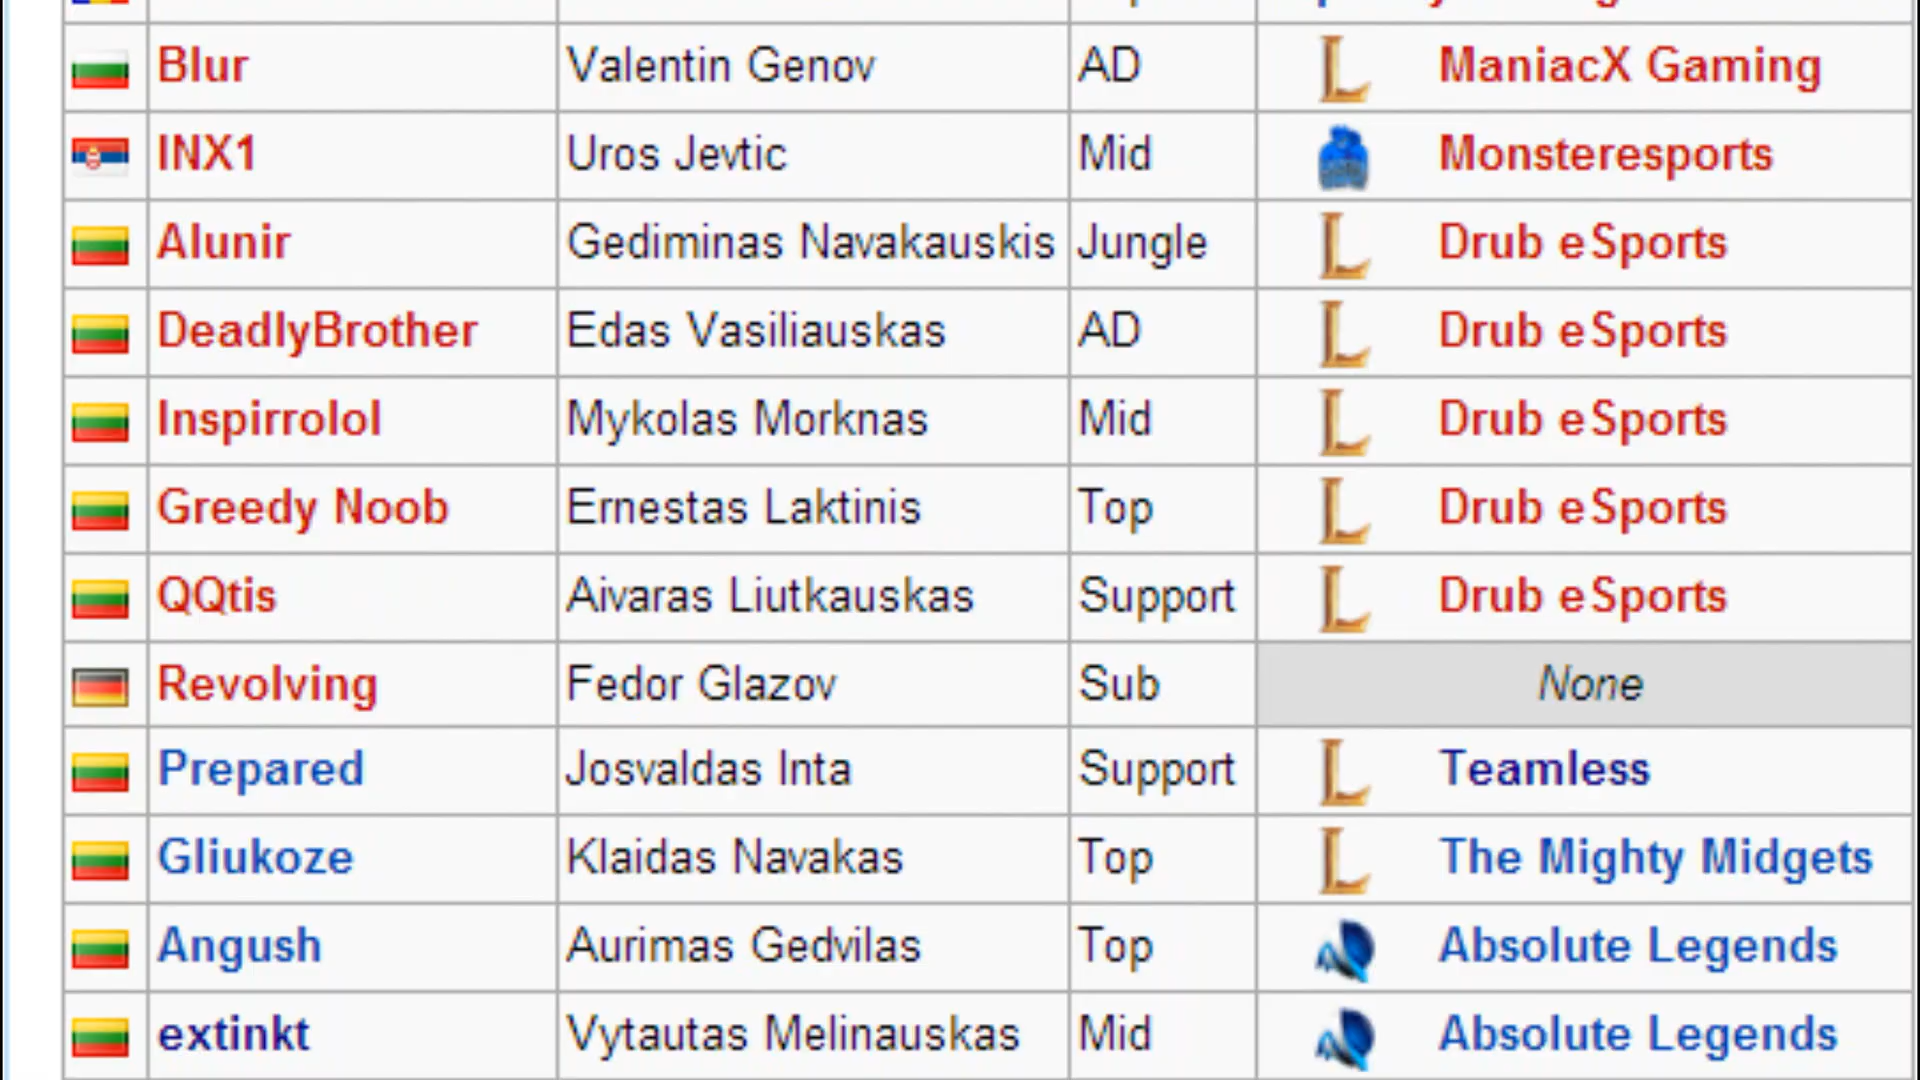 Blur Valentin Genov AD L ManiacX Gaming
INX1 Uros Jevtic Mid Monsteresports
Alunir Gediminas Navakauskis Jungle L Drub eSports
DeadlyBrother Edas Vasiliauskas AD L Drub eSports
Inspirrolol Mykolas Morknas Mid L Drub eSports
Greedy Noob Ernestas Laktinis Top L Drub eSports
QQtis Aivaras Liutkauskas Support L Drub eSports
Revolving Fedor Glazov Sub None
Prepared Josvaldas Inta Support L Teamless
Gliukoze Klaidas Navakas Top L The Mighty Midgets
Angush Aurimas Gedvilas Top Absolute Legends
extinkt Vytautas Melinauskas Mid Absolute Legends